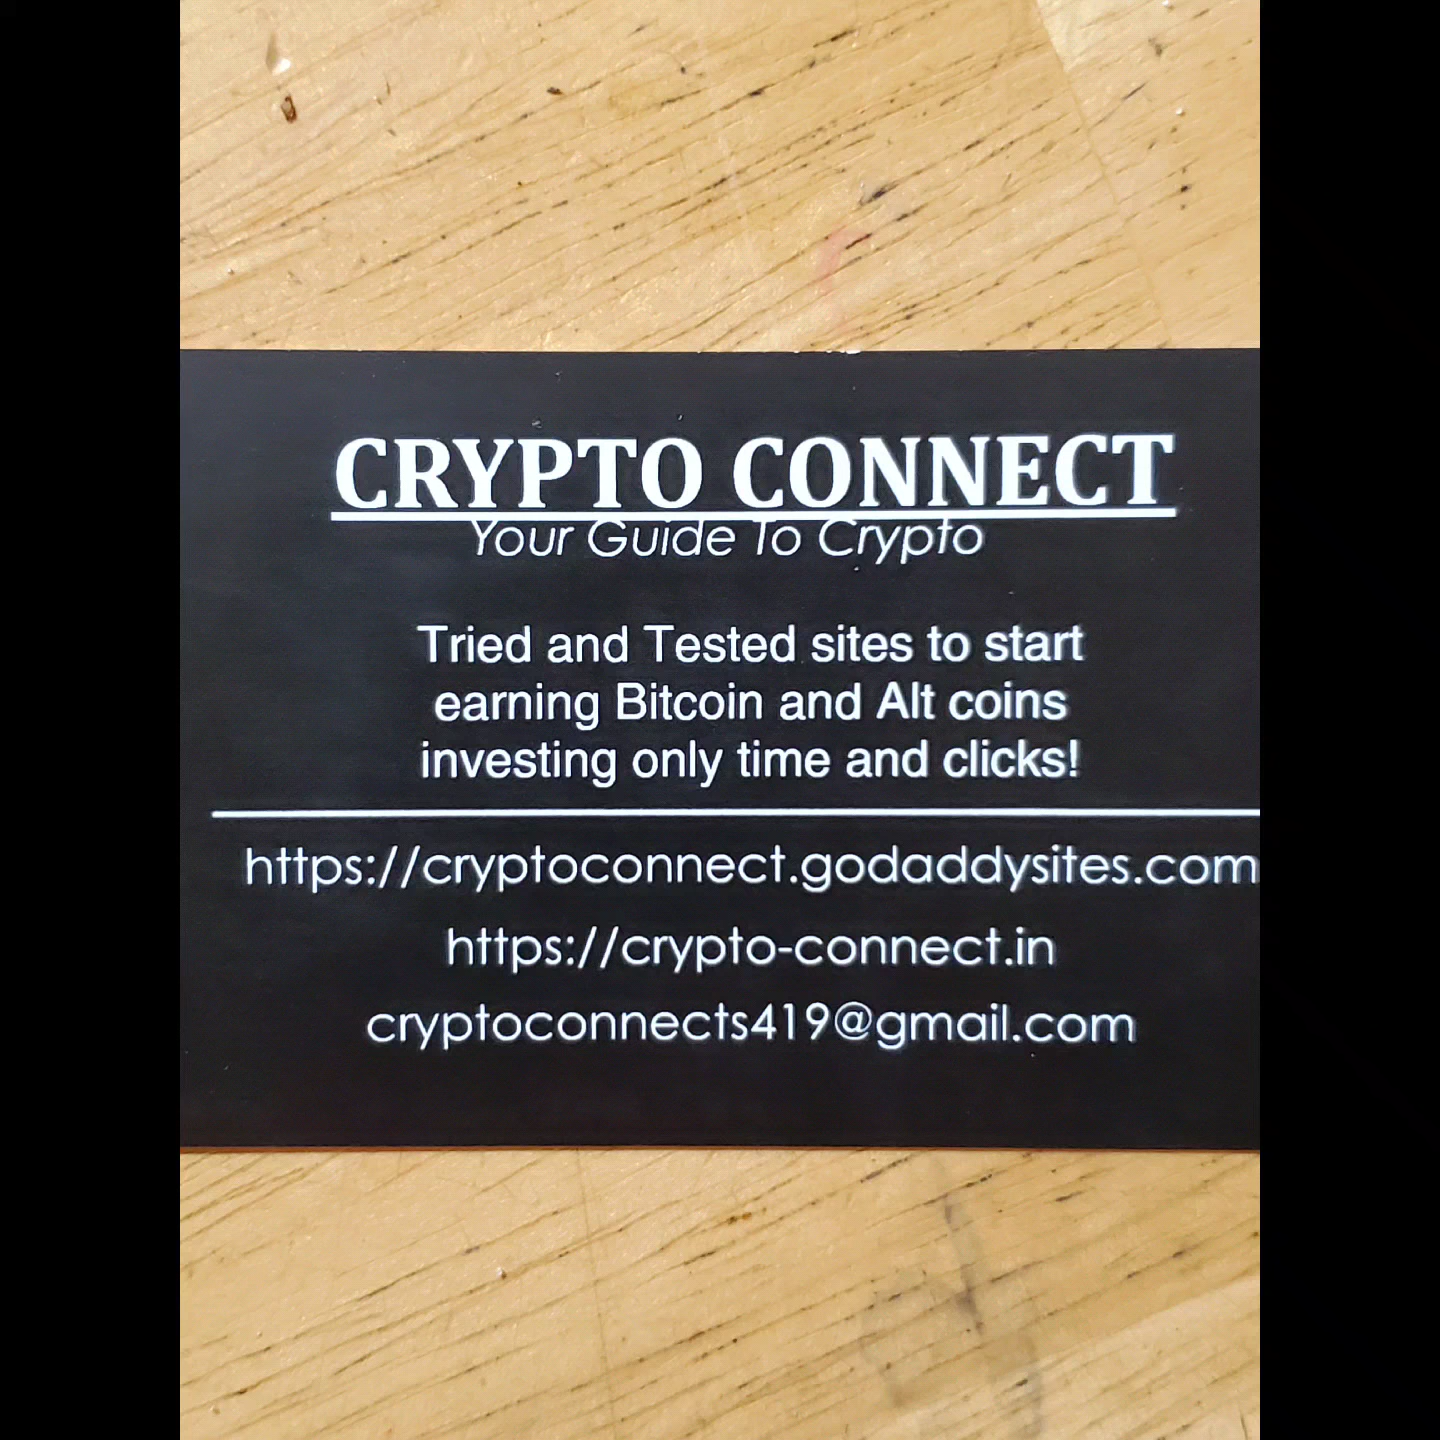 CRYPTO CONNECT
Your Guide To Crypto
Tried and Tested sites to start
earning Bitcoin and Alt coins
investing only time and clicks!
https://cryptoconnect.godaddysites.com
https://crypto-connect.in
cryptoconnects419@gmail.com